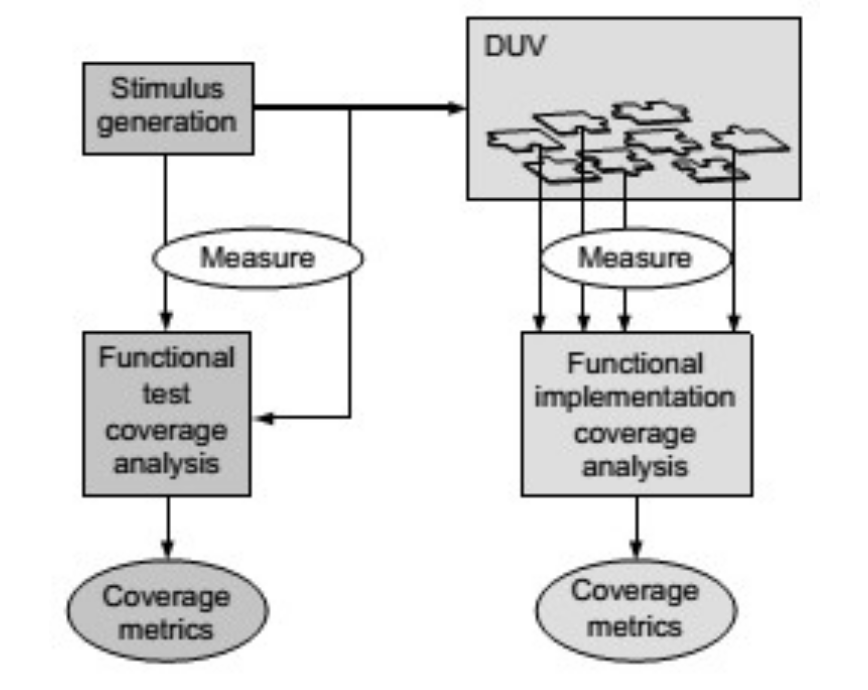 DUV
Stimulus
generation
Measure
Measure
Functional
test
coverage
analysis
Functional
implementation
coverage
analysis
Coverage
metrics
Coverage
metrics